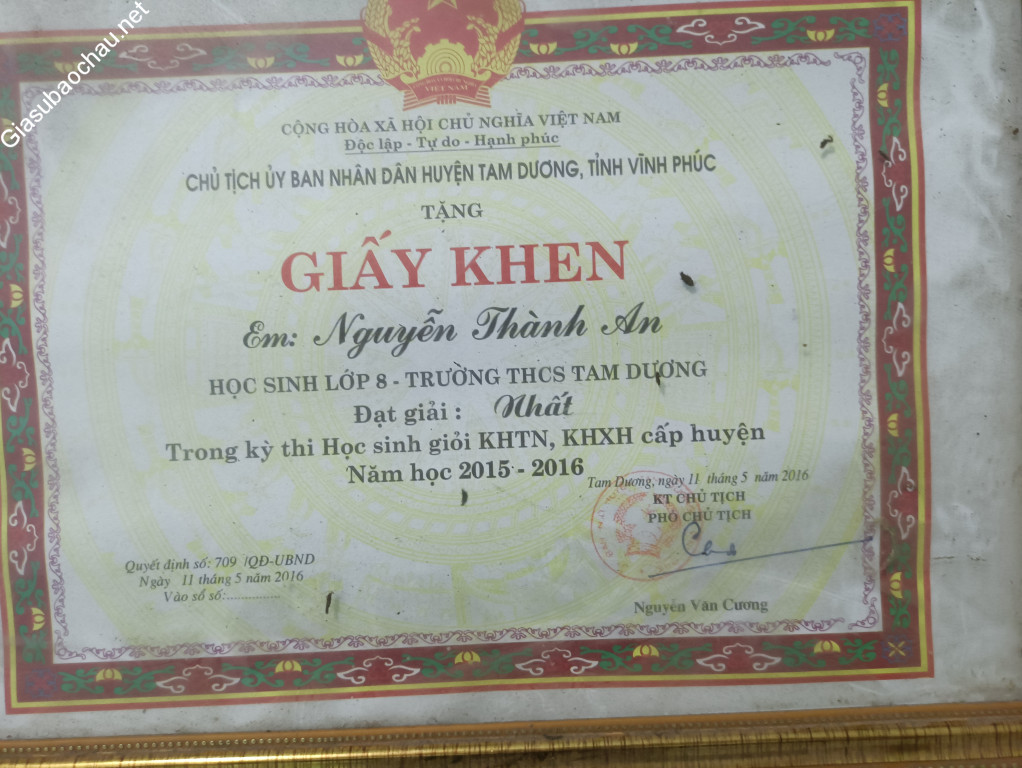 Giasubaochau.net
VIỆT NAM
CỘNG HÒA XÃ HỘI CHỦ NGHĨA VIỆT NAM
Độc lập - Tự do - Hạnh phúc
CHỦ TỊCH ỦY BAN NHÂN DÂN HUYỆN TAM DƯƠNG, TỈNH VĨNH PHÚC
TẶNG
GIẤY KHEN
Em: Nguyễn Thành An
HỌC SINH LỚP 8 - TRƯỜNG THCS TAM DƯƠNG
Đạt giải : Nhất
Trong kỳ thi Học sinh giỏi KHTN, KHXH cấp huyện
Năm học 2015 - 2016
Tam Dương, ngày 11 tháng 5 năm 2016
KT CHỦ TỊCH
PHÓ CHỦ TỊCH
Quyết định số: 709 /QĐ-UBND
Ngày 11 tháng 5 năm 2016
Vào sổ số:...............
Nguyễn Văn Cương